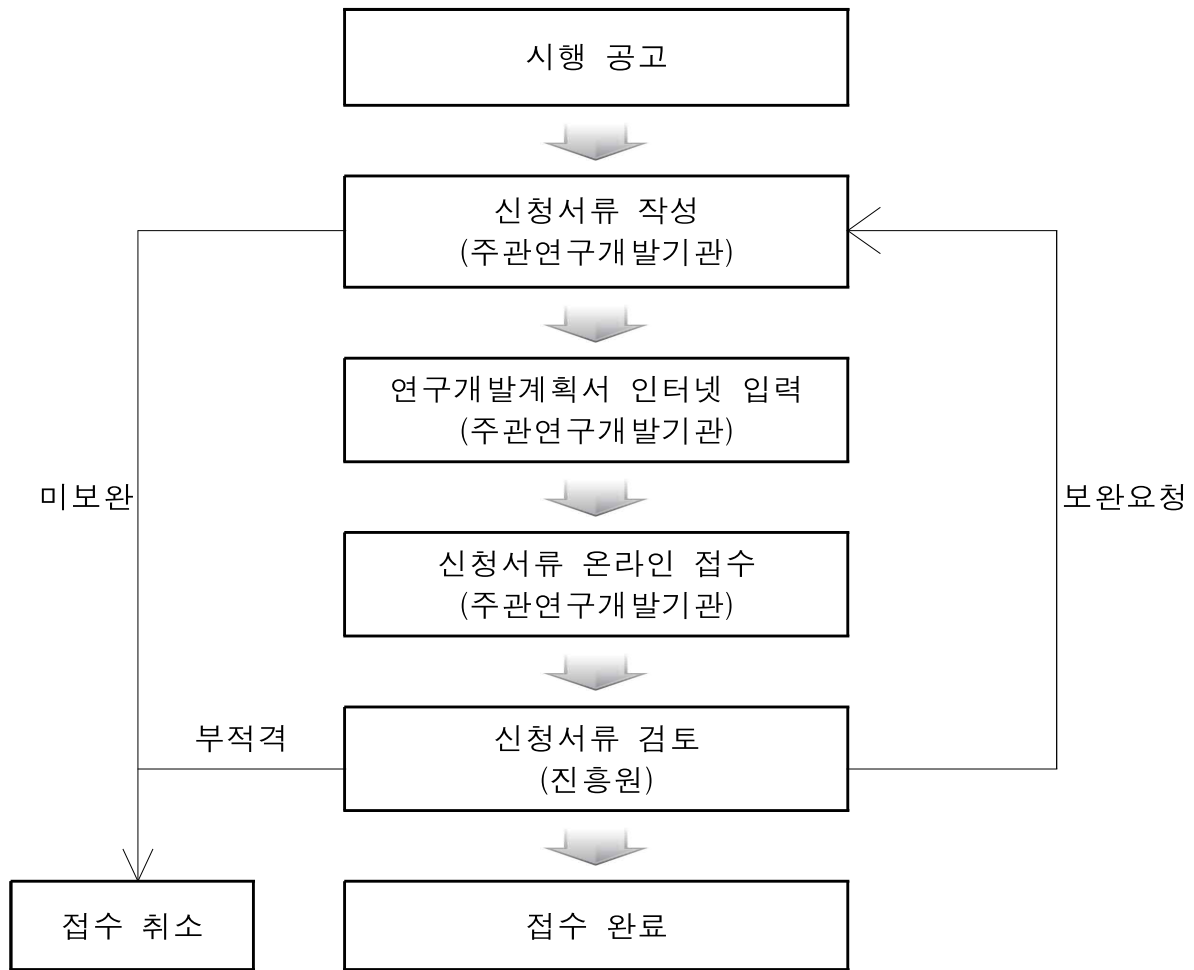 시행 공고
신청서류 작성
(주관연구개발기관)
연구개발계획서 인터넷 입력
(주관연구개발기관)
미보완
보완요청
신청서류 온라인 접수
(주관연구개발기관)
부적격
신청서류 검토
(진흥원)
접수 취소
접수 완료